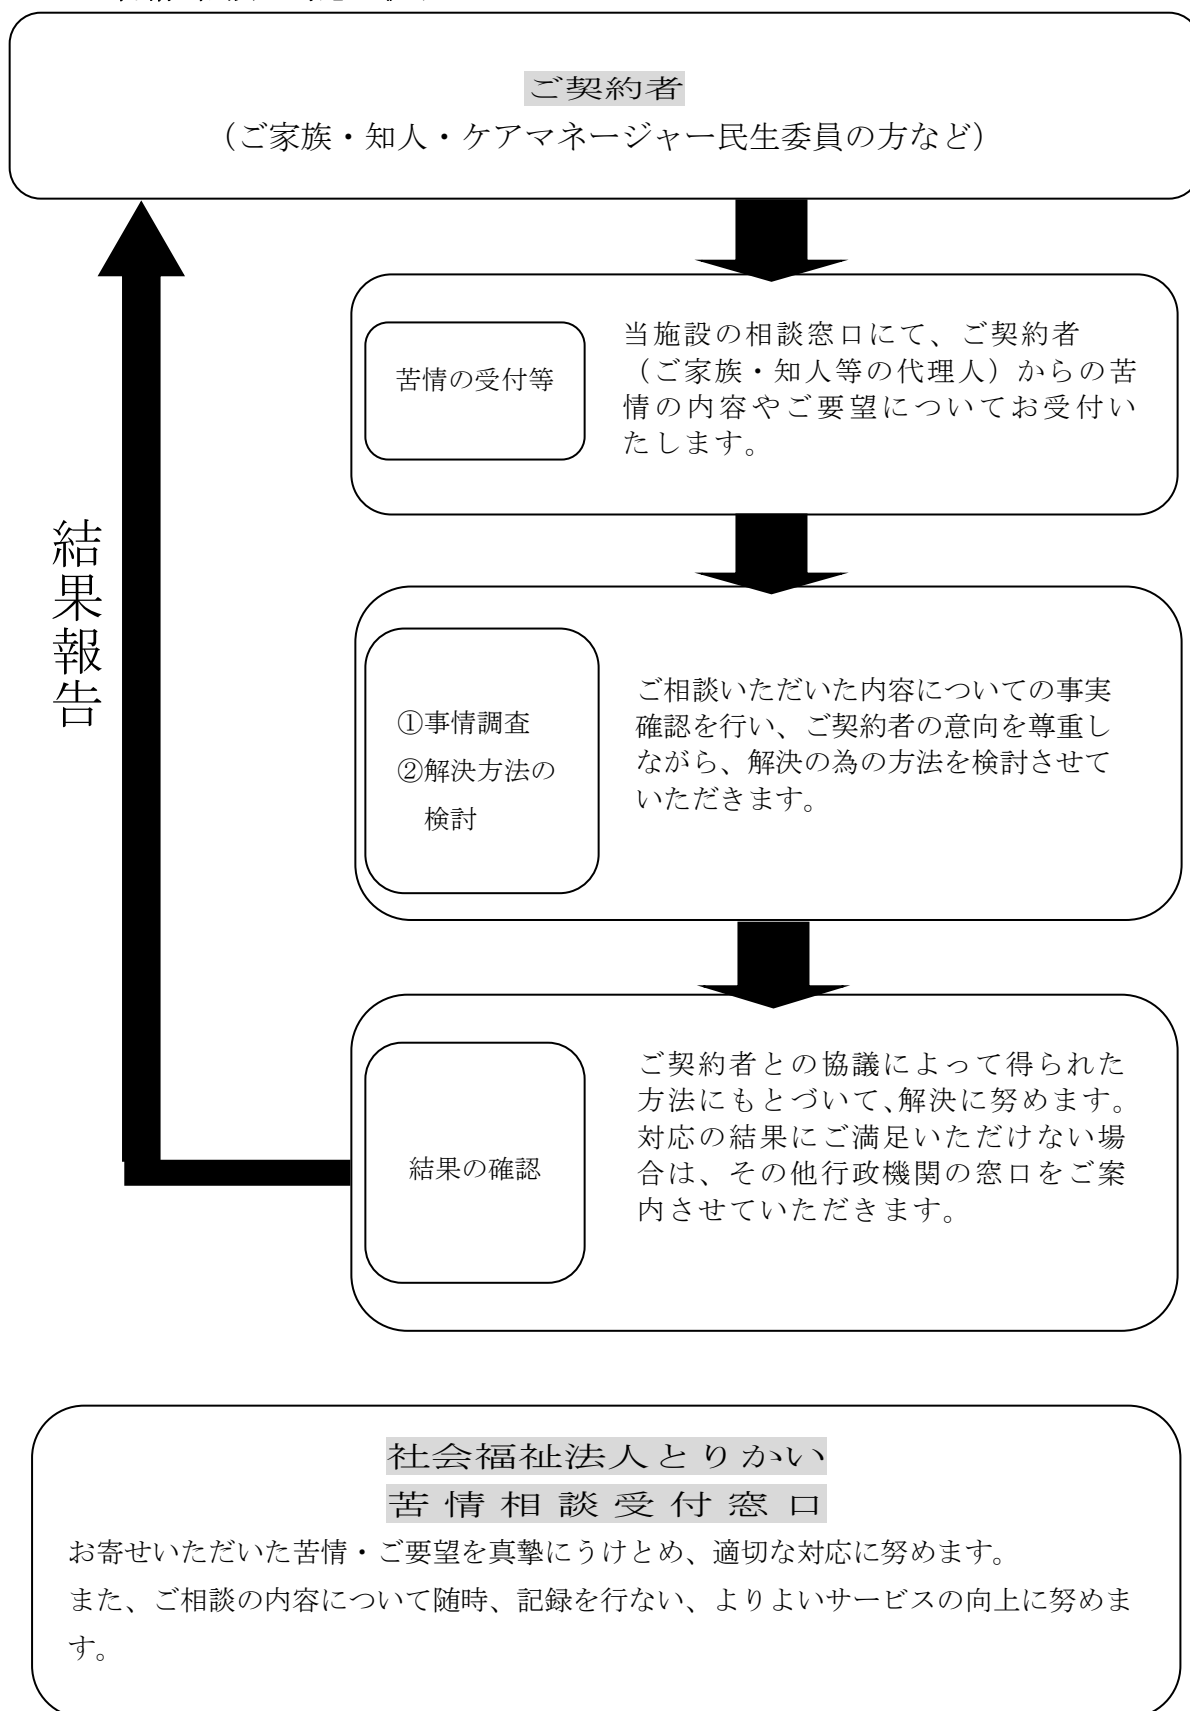 ご契約者
（ご家族・知人・ケアマネージャー民生委員の方など）
苦情の受付等
当施設の相談窓口にて、ご契約者
（ご家族・知人等の代理人）からの苦
情の内容やご要望についてお受付い
たします。
結果報告
①事情調査
②解決方法の
検討
ご相談いただいた内容についての事実
確認を行い、ご契約者の意向を尊重し
ながら、解決の為の方法を検討させて
いただきます。
結果の確認
ご契約者との協議によって得られた
方法にもとづいて、解決に努めます。
対応の結果にご満足いただけない場
合は、その他行政機関の窓口をご案
内させていただきます。
社会福祉法人とりかい
苦情相談受付窓口
お寄せいただいた苦情・ご要望を真摯にうけとめ、適切な対応に努めます。
また、ご相談の内容について随時、記録を行ない、よりよいサービスの向上に努めま
す。